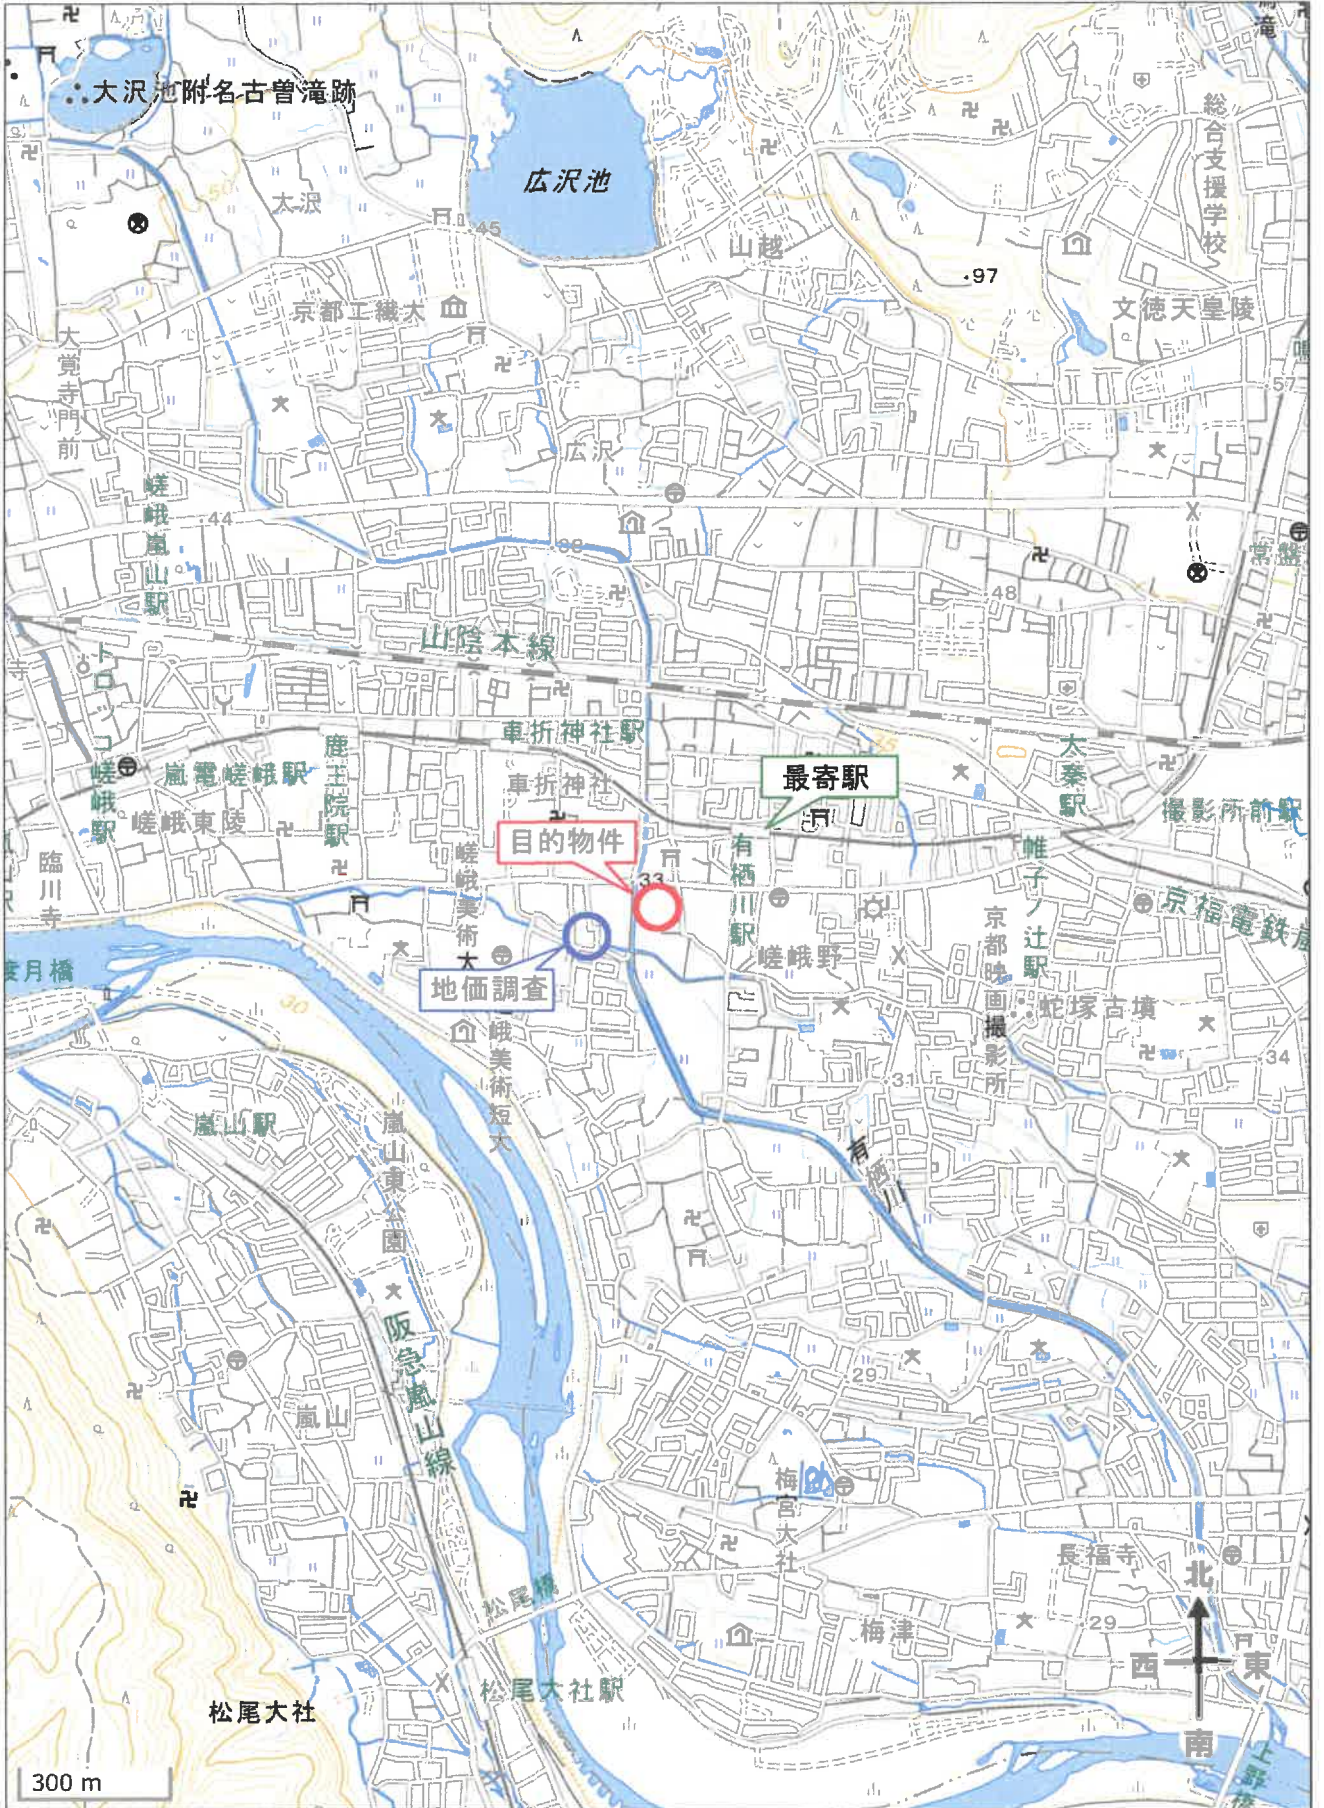 大沢池附名古曽滝跡
広沢池
総合支援学校
大沢
45
50
山越
97
京都工繊大
文徳天皇陵
大覚寺門前
57
広沢
嵯峨嵐山駅
44
常盤
48
山陰本線
トロッコ嵯峨駅
車折神社駅
35
鹿王院駅
最寄駅
太秦駅
嵐電嵯峨駅
車折神社
撮影所前駅
嵯峨東陵
目的物件
有栖川駅
帷子ノ辻駅
臨川寺
嵯峨美術大
33
京福電鉄嵐
京都映画撮影所
嵯峨野
度月橋
地価調査
30
蛇塚古墳
峨美術短大
34
31
嵐山駅
嵐山東公園
有栖川
阪急嵐山線
29
嵐山
梅宮大社
長福寺
北
松尾橋
29
梅津
西
東
松尾大社駅
松尾大社
南
上野橋
300 m